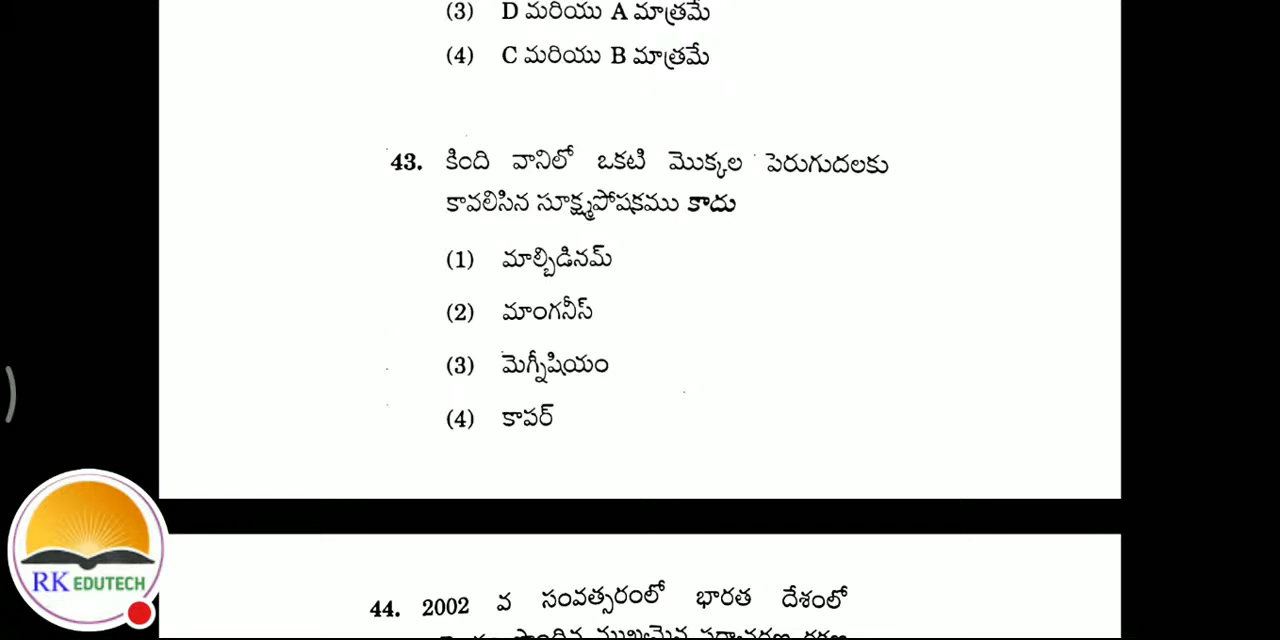 (3) D మరియు A మాత్రమే
(4) C మరియు B మాత్రమే
43. కింది వానిలో ఒకటి మొక్కల పెరుగుదలకు
కావలిసిన సూక్ష్మపోషకము కాదు
(1) మాల్బిడినమ్
(2) మాంగనీస్
(3) మెగ్నీషియం
(4) కాపర్
RK EDUTECH
44. 2002 వ సంవత్సరంలో భారత దేశంలో